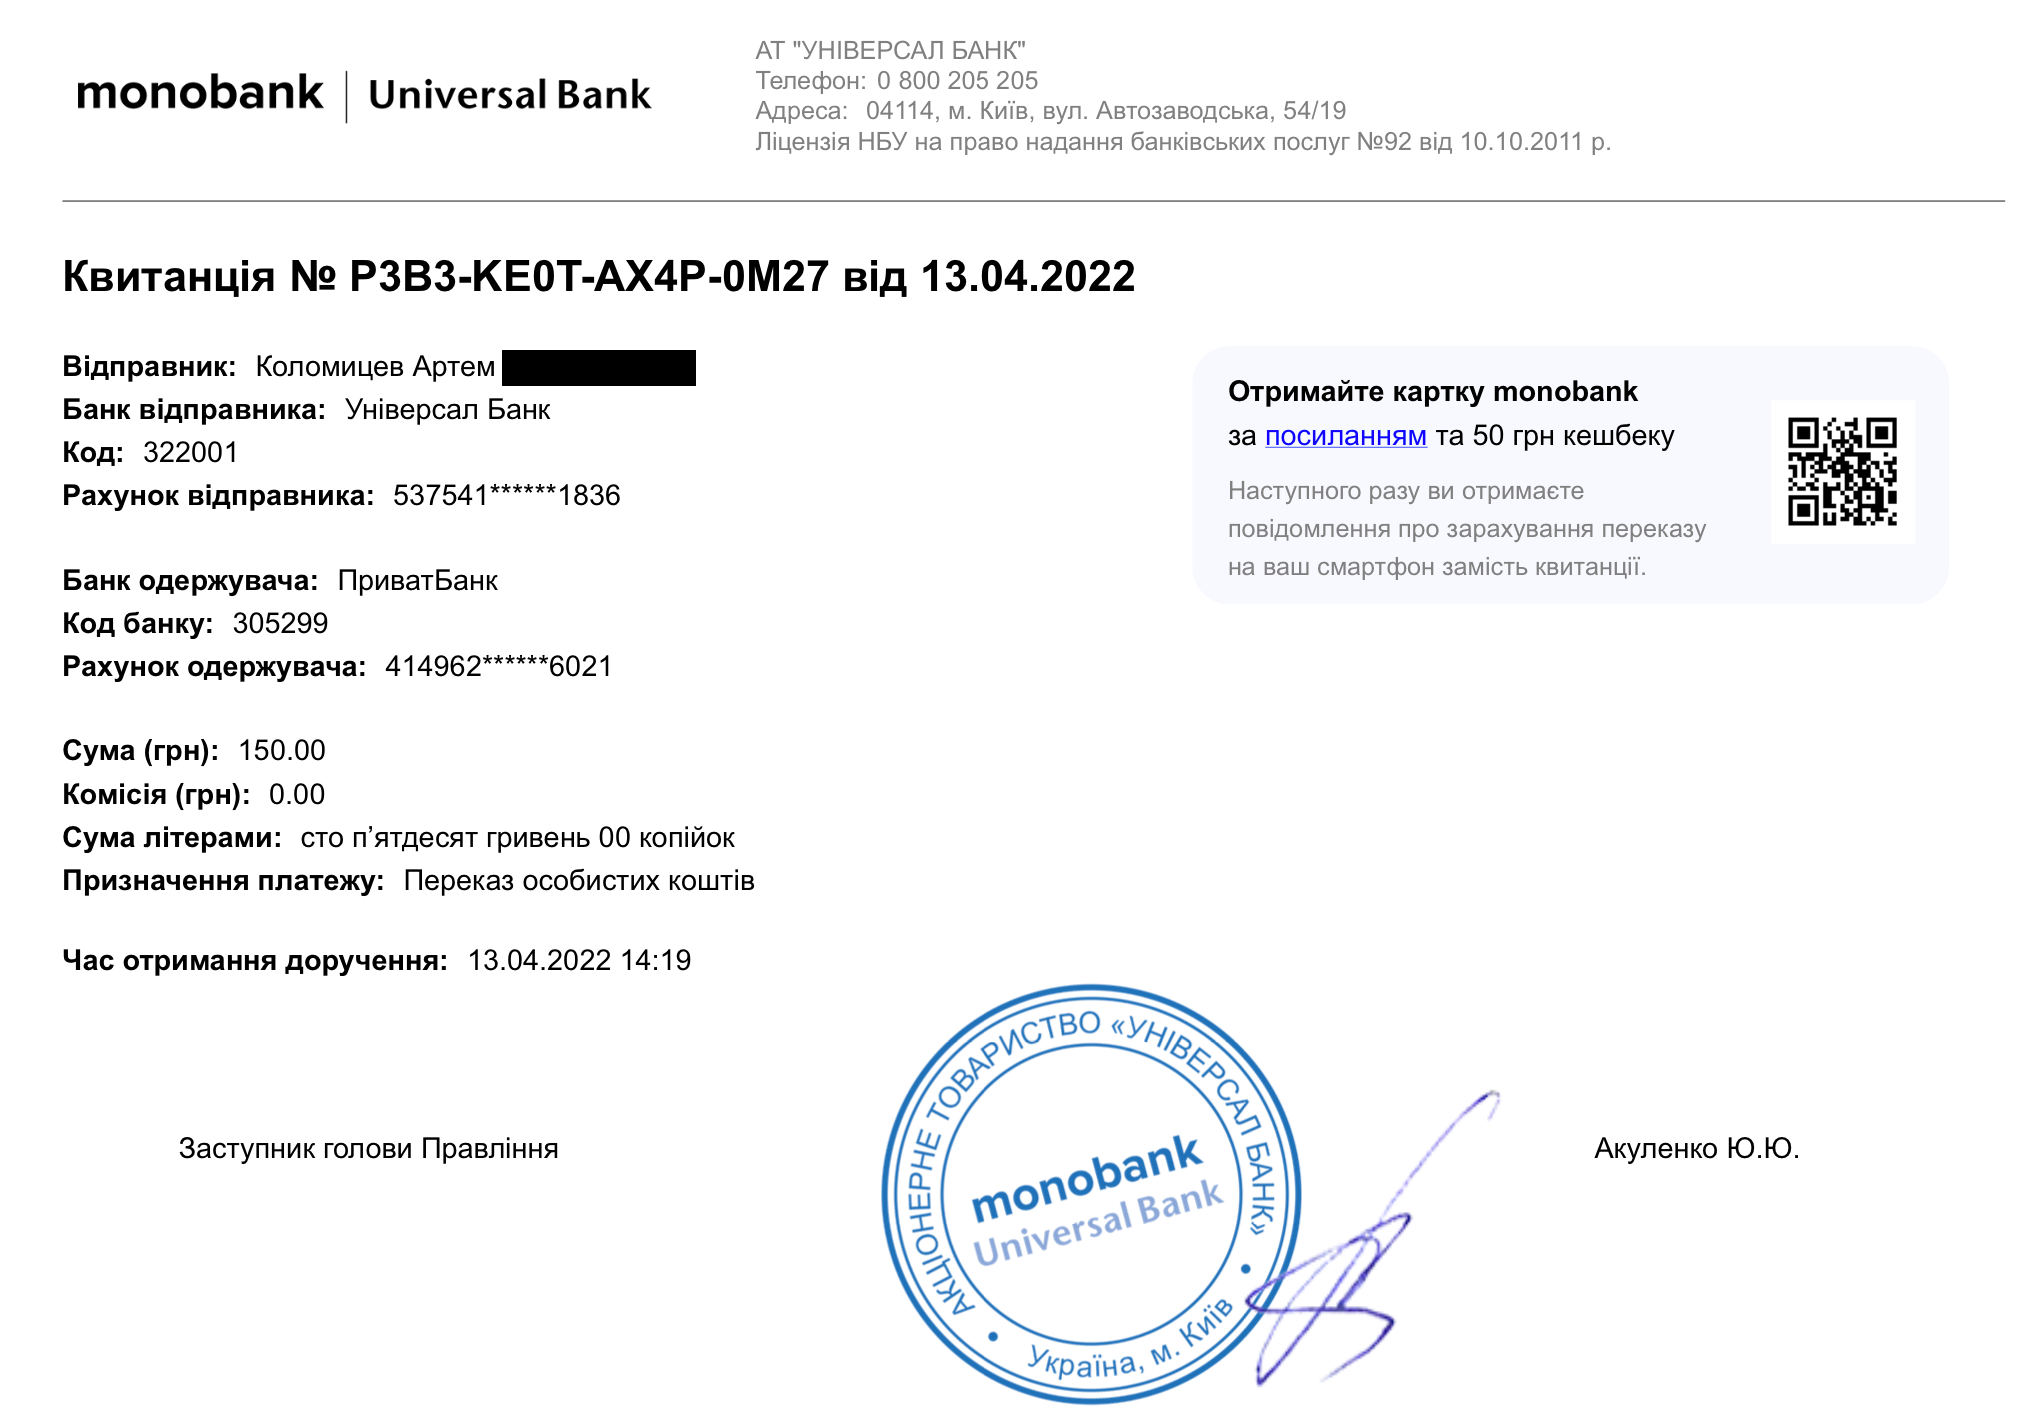 monobank | Universal Bank
АТ "УНІВЕРСАЛ БАНК"
Телефон: 0 800 205 205
Адреса: 04114, м. Київ, вул. Автозаводська, 54/19
Ліцензія НБУ на право надання банківських послуг №92 від 10.10.2011 р.
Квитанція № P3B3-KE0T-AX4P-0M27 від 13.04.2022
Відправник: Коломицев Артем
Банк відправника: Універсал Банк
Код: 322001
Рахунок відправника: 537541******1836
Банк одержувача: ПриватБанк
Код банку: 305299
Рахунок одержувача: 414962******6021
Сума (грн): 150.00
Комісія (грн): 0.00
Сума літерами: сто п’ятдесят гривень 00 копійок
Призначення платежу: Переказ особистих коштів
Час отримання доручення: 13.04.2022 14:19
Отримайте картку monobank
за посиланням та 50 грн кешбеку
Наступного разу ви отримаєте
повідомлення про зарахування переказу
на ваш смартфон замість квитанції.
Заступник голови Правління
АКЦІОНЕРНЕ ТОВАРИСТВО «УНІВЕРСАЛ БАНК»
monobank
Universal Bank
• Україна, м. Київ •
Акуленко Ю.Ю.